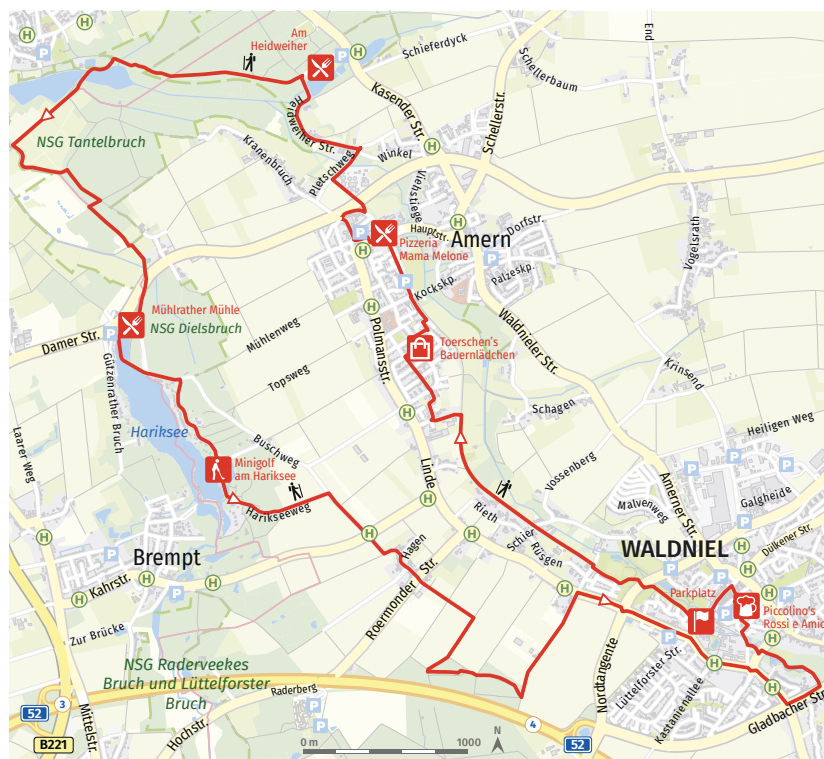 Am
Heidweiher
Schieferdyck
End
Schellerbaum
Kasender Str.
Schellerstr.
Heidweiher Str.
NSG Tantelbruch
Kranenbruch
Pletschweg
Winkel
Viehstiege
Hauptstr.
Amern
Dorfstr.
Vogelsrath
Pizzeria
Mama Melone
Kockskp.
Palzeskp.
Mühlrather Mühle
NSG Dielsbruch
Damer Str.
Mühlenweg
Polmansstr.
Waldnieler Str.
Toerschen's
Bauernlädchen
Gützenrather Bruch
Topsweg
Krinsend
Schagen
Heiligen Weg
Hariksee
Laarer Weg
Buschweg
Linde
Vossenberg
Minigolf
am Hariksee
Harikseeweg
Amerner Str.
Galgheide
Malvenweg
Rieth
Schier
Rüsgen
Dülkener Str.
WALDNIEL
Hagen
Brempt
Kahrstr.
Roermonder Str.
Parkplatz
Piccolino's
Rossi e Amic
Zur Brücke
Nordtangente
Lüttelforster Str.
Kastanienallee
Gladbacher Str
NSG Raderveekes
Bruch und Lüttelforster
Bruch
Raderberg
Hochstr.
Mittelstr.
52
3
B221
4
52
0 m
1000
N